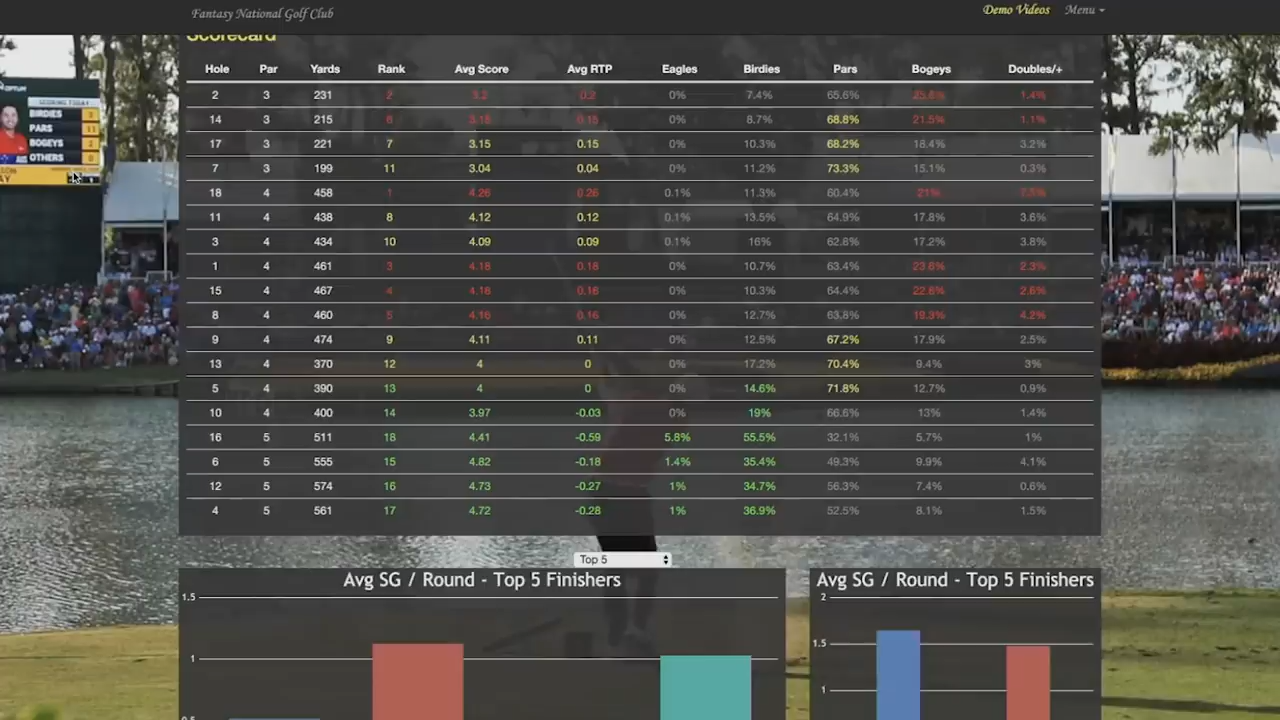 Fantasy National Golf Club Demo Videos Menu
Scorecard
Hole Par Yards Rank Avg Score Avg RTP Eagles Birdies Pars Bogeys Doubles/+
2 3 231 2 3.2 0.2 0% 7.4% 65.6% 25.6% 1.4%
14 3 215 6 3.15 0.15 0% 8.7% 68.8% 21.5% 1.1%
17 3 221 7 3.15 0.15 0% 10.3% 68.2% 18.4% 3.2%
7 3 199 11 3.04 0.04 0% 11.2% 73.3% 15.1% 0.3%
18 4 458 1 4.26 0.26 0.1% 11.3% 60.4% 21% 7.5%
11 4 438 8 4.12 0.12 0.1% 13.5% 64.9% 17.8% 3.6%
3 4 434 10 4.09 0.09 0.1% 16% 62.8% 17.2% 3.8%
1 4 461 3 4.18 0.18 0% 10.7% 63.4% 23.6% 2.3%
15 4 467 4 4.18 0.18 0% 10.3% 64.4% 22.6% 2.6%
8 4 460 5 4.16 0.16 0% 12.7% 63.8% 19.3% 4.2%
9 4 474 9 4.11 0.11 0% 12.5% 67.2% 17.9% 2.5%
13 4 370 12 4 0 0% 17.2% 70.4% 9.4% 3%
5 4 390 13 4 0 0% 14.6% 71.8% 12.7% 0.9%
10 4 400 14 3.97 -0.03 0% 19% 66.6% 13% 1.4%
16 5 511 18 4.41 -0.59 5.8% 55.5% 32.1% 5.7% 1%
6 5 555 15 4.82 -0.18 1.4% 35.4% 49.3% 9.9% 4.1%
12 5 574 16 4.73 -0.27 1% 34.7% 56.3% 7.4% 0.6%
4 5 561 17 4.72 -0.28 1% 36.9% 52.5% 8.1% 1.5%
OPTUM
SCORING TODAY
BIRDIES
PARS 11
BOGEYS 2
OTHERS 0
AUS
Top 5
Avg SG / Round - Top 5 Finishers
1.5
1
Avg SG / Round - Top 5 Finishers
2
1.5
1